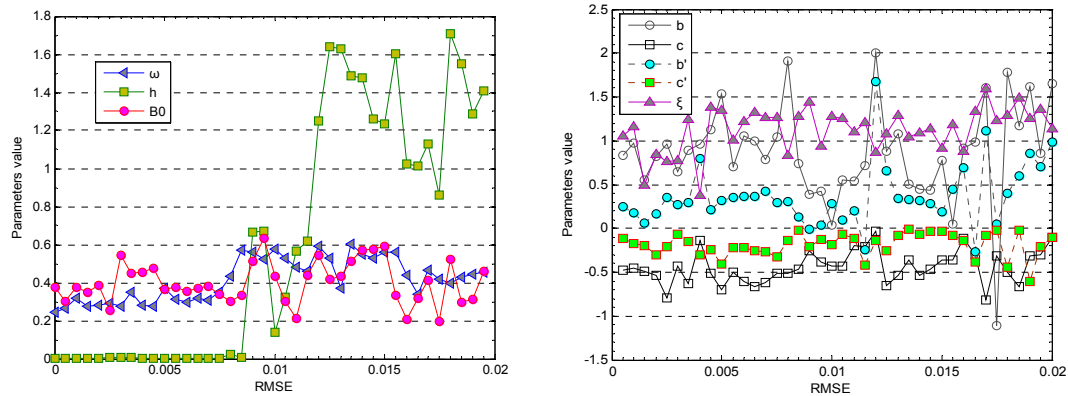 1.8
1.6
1.4
1.2
1
0.8
0.6
0.4
0.2
0
0 0.005 0.01 0.015 0.02
RMSE
Parameters value
ω
h
B0
2.5
2
1.5
1
0.5
0
-0.5
-1
-1.5
0 0.005 0.01 0.015 0.02
RMSE
Parameters value
b
c
b'
c'
ξ